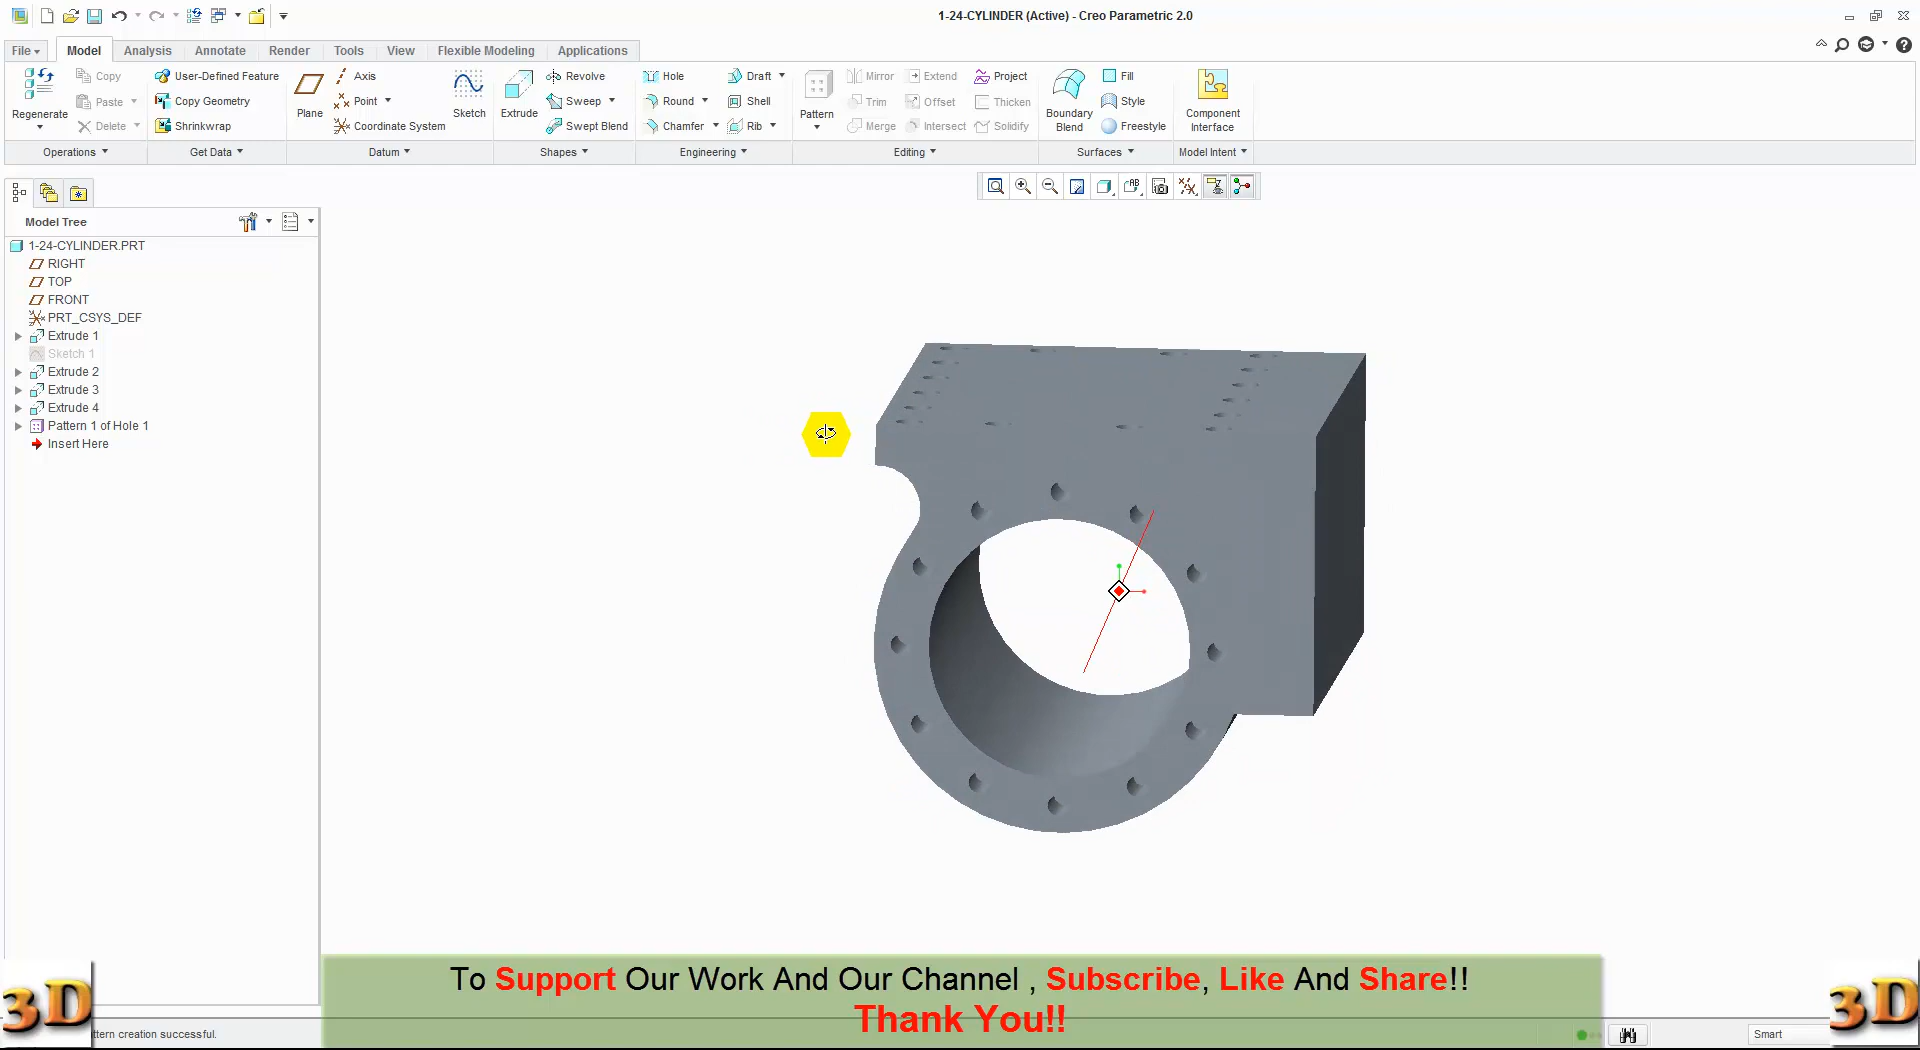 1-24-CYLINDER (Active) - Creo Parametric 2.0
File Model Analysis Annotate Render Tools View Flexible Modeling Applications
Regenerate
Copy
Paste
Delete
User-Defined Feature
Copy Geometry
Shrinkwrap
Plane
Axis
Point
Coordinate System
Sketch
Extrude
Revolve
Sweep
Swept Blend
Hole
Round
Chamfer
Draft
Shell
Rib
Pattern
Mirror
Trim
Merge
Extend
Offset
Intersect
Project
Thicken
Solidify
Boundary
Blend
Fill
Style
Freestyle
Component
Interface
Operations Get Data Datum Shapes Engineering Editing Surfaces Model Intent
Model Tree
1-24-CYLINDER.PRT
RIGHT
TOP
FRONT
PRT_CSYS_DEF
Extrude 1
Sketch 1
Extrude 2
Extrude 3
Extrude 4
Pattern 1 of Hole 1
Insert Here
To Support Our Work And Our Channel , Subscribe, Like And Share!!
Thank You!!
3D
3D
ttern creation successful.
Smart